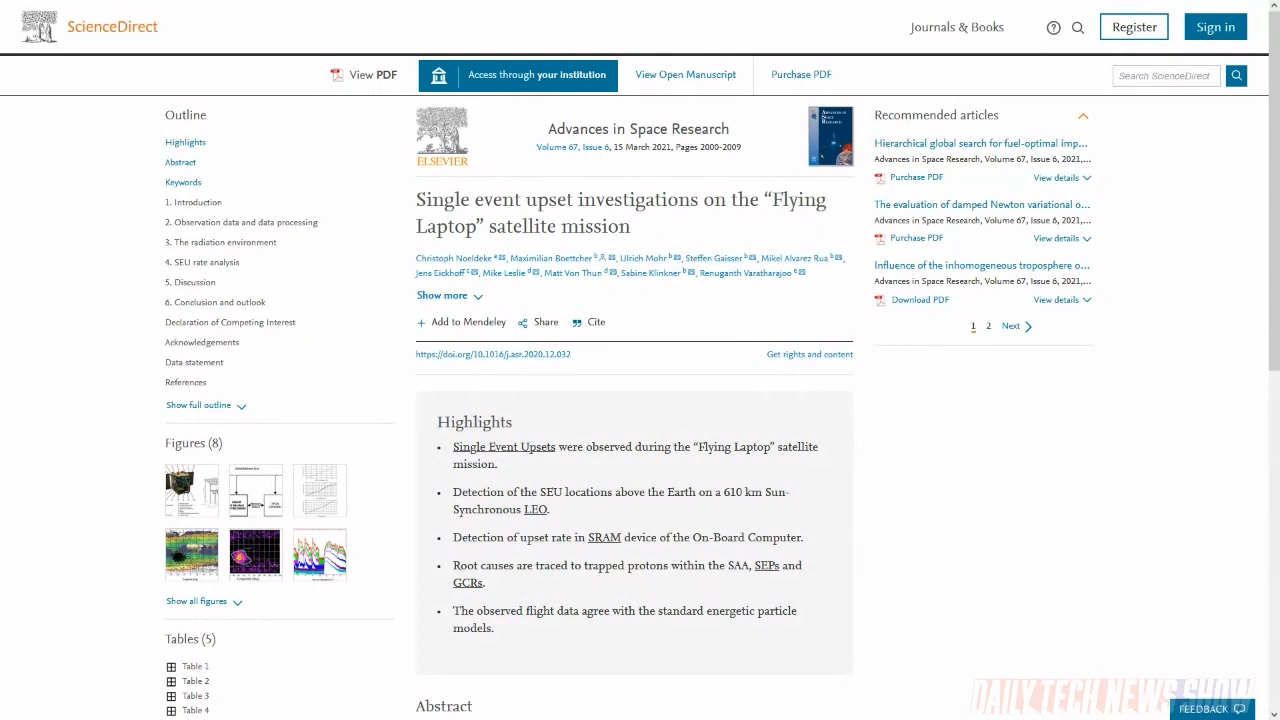 ScienceDirect
Journals & Books
Register
Sign in
View PDF
Access through your institution
View Open Manuscript
Purchase PDF
Search ScienceDirect
Outline
Highlights
Abstract
Keywords
1. Introduction
2. Observation data and data processing
3. The radiation environment
4. SEU rate analysis
5. Discussion
6. Conclusion and outlook
Declaration of Competing Interest
Acknowledgements
Data statement
References
Show full outline
Figures (8)
Show all figures
Tables (5)
Table 1
Table 2
Table 3
Table 4
ELSEVIER
Advances in Space Research
Volume 67, Issue 6, 15 March 2021, Pages 2000-2009
Single event upset investigations on the “Flying
Laptop” satellite mission
Christoph Noeldeke a, Maximilian Boettcher b, Ulrich Mohr b, Steffen Gaisser b, Mikel Alvarez Rua b,
Jens Eickhoff c, Mike Leslie d, Matt Von Thun d, Sabine Klinkner b, Renuganth Varatharajoo e
Show more
Add to Mendeley
Share
Cite
https://doi.org/10.1016/j.asr.2020.12.032
Get rights and content
Highlights
• Single Event Upsets were observed during the “Flying Laptop” satellite
mission.
• Detection of the SEU locations above the Earth on a 610 km Sun-
Synchronous LEO.
• Detection of upset rate in SRAM device of the On-Board Computer.
• Root causes are traced to trapped protons within the SAA, SEPs and
GCRs.
• The observed flight data agree with the standard energetic particle
models.
Abstract
Recommended articles
Hierarchical global search for fuel-optimal imp...
Advances in Space Research, Volume 67, Issue 6, 2021,...
Purchase PDF
View details
The evaluation of damped Newton variational o...
Advances in Space Research, Volume 67, Issue 6, 2021,...
Purchase PDF
View details
Influence of the inhomogeneous troposphere o...
Advances in Space Research, Volume 67, Issue 6, 2021,...
Download PDF
View details
1 2 Next
DAILY TECH NEWS SHOW
FEEDBACK